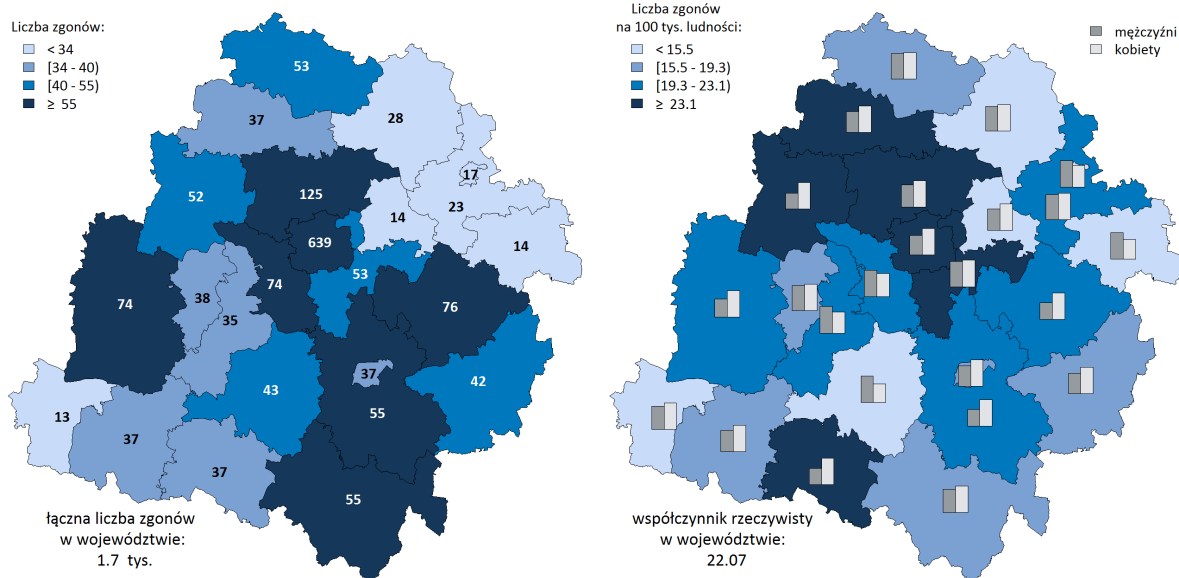 Liczba zgonów:
< 34
[34 - 40)
[40 - 55)
≥ 55
53
37
28
52
125
17
23
14
14
639
53
74
74
38
35
76
37
42
43
55
13
37
37
55
łączna liczba zgonów
w województwie:
1.7 tys.
Liczba zgonów
na 100 tys. ludności:
< 15.5
[15.5 - 19.3)
[19.3 - 23.1)
≥ 23.1
mężczyźni
kobiety
współczynnik rzeczywisty
w województwie:
22.07